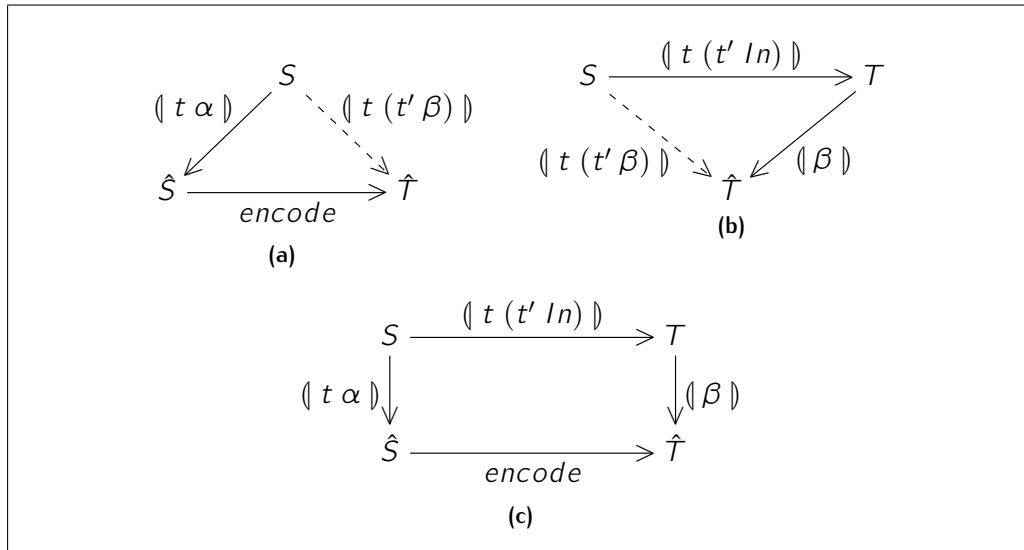 S
⦇ t α ⦈ ⦇ t (t′ β) ⦈
Ŝ T̂
encode
(a)
⦇ t (t′ In) ⦈
S T
⦇ t (t′ β) ⦈ ⦇ β ⦈
T̂
(b)
⦇ t (t′ In) ⦈
S T
⦇ t α ⦈ ⦇ β ⦈
Ŝ T̂
encode
(c)